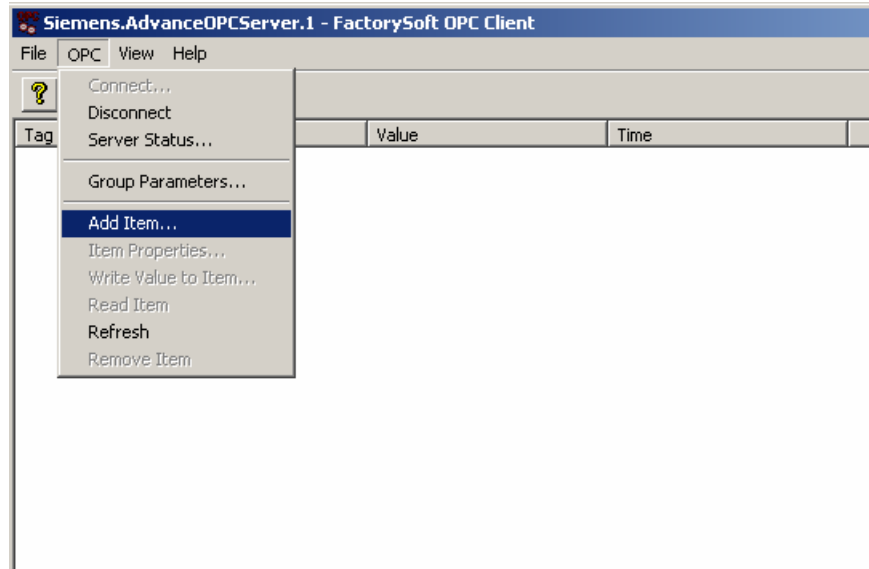 Siemens.AdvanceOPCServer.1 - FactorySoft OPC Client
File OPC View Help
Connect...
Disconnect
Server Status...
Tag Value Time
Group Parameters...
Add Item...
Item Properties...
Write Value to Item...
Read Item
Refresh
Remove Item